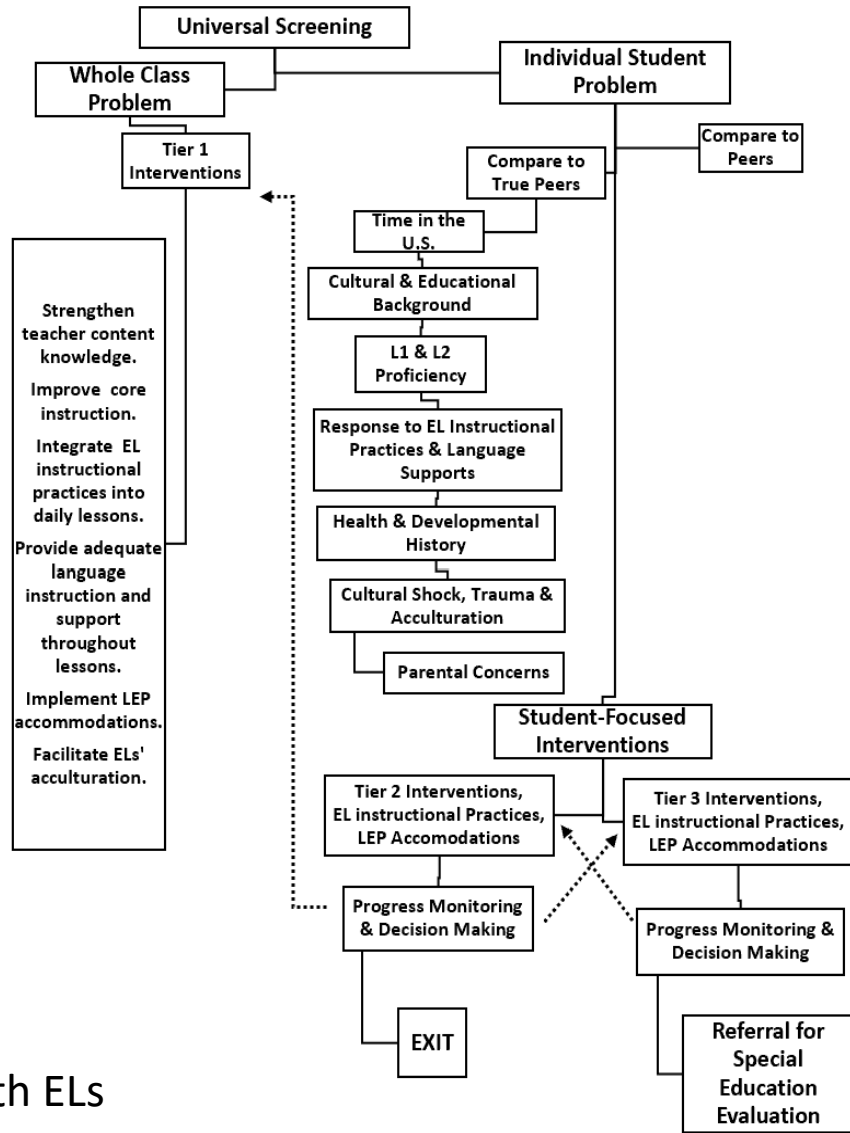 Universal Screening
Whole Class
Problem
Individual Student
Problem
Tier 1
Interventions
Compare to
True Peers
Compare to
Peers
Time in the
U.S.
Cultural & Educational
Background
L1 & L2
Proficiency
Response to EL Instructional
Practices & Language
Supports
Health & Developmental
History
Cultural Shock, Trauma &
Acculturation
Parental Concerns
Strengthen
teacher content
knowledge.
Improve core
instruction.
Integrate EL
instructional
practices into
daily lessons.
Provide adequate
language
instruction and
support
throughout
lessons.
Implement LEP
accommodations.
Facilitate ELs'
acculturation.
Student-Focused
Interventions
Tier 2 Interventions,
EL instructional Practices,
LEP Accomodations
Tier 3 Interventions,
EL instructional Practices,
LEP Accommodations
Progress Monitoring
& Decision Making
Progress Monitoring &
Decision Making
EXIT
Referral for
Special
Education
Evaluation
th ELs